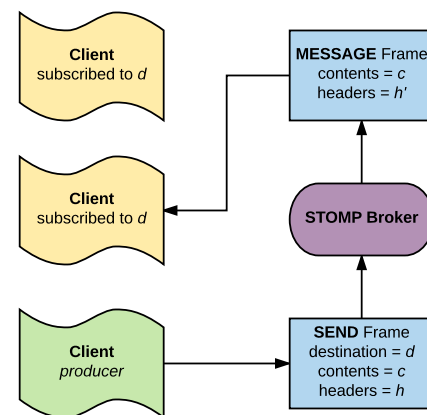 Client
subscribed to d
MESSAGE Frame
contents = c
headers = h'
Client
subscribed to d
STOMP Broker
Client
producer
SEND Frame
destination = d
contents = c
headers = h